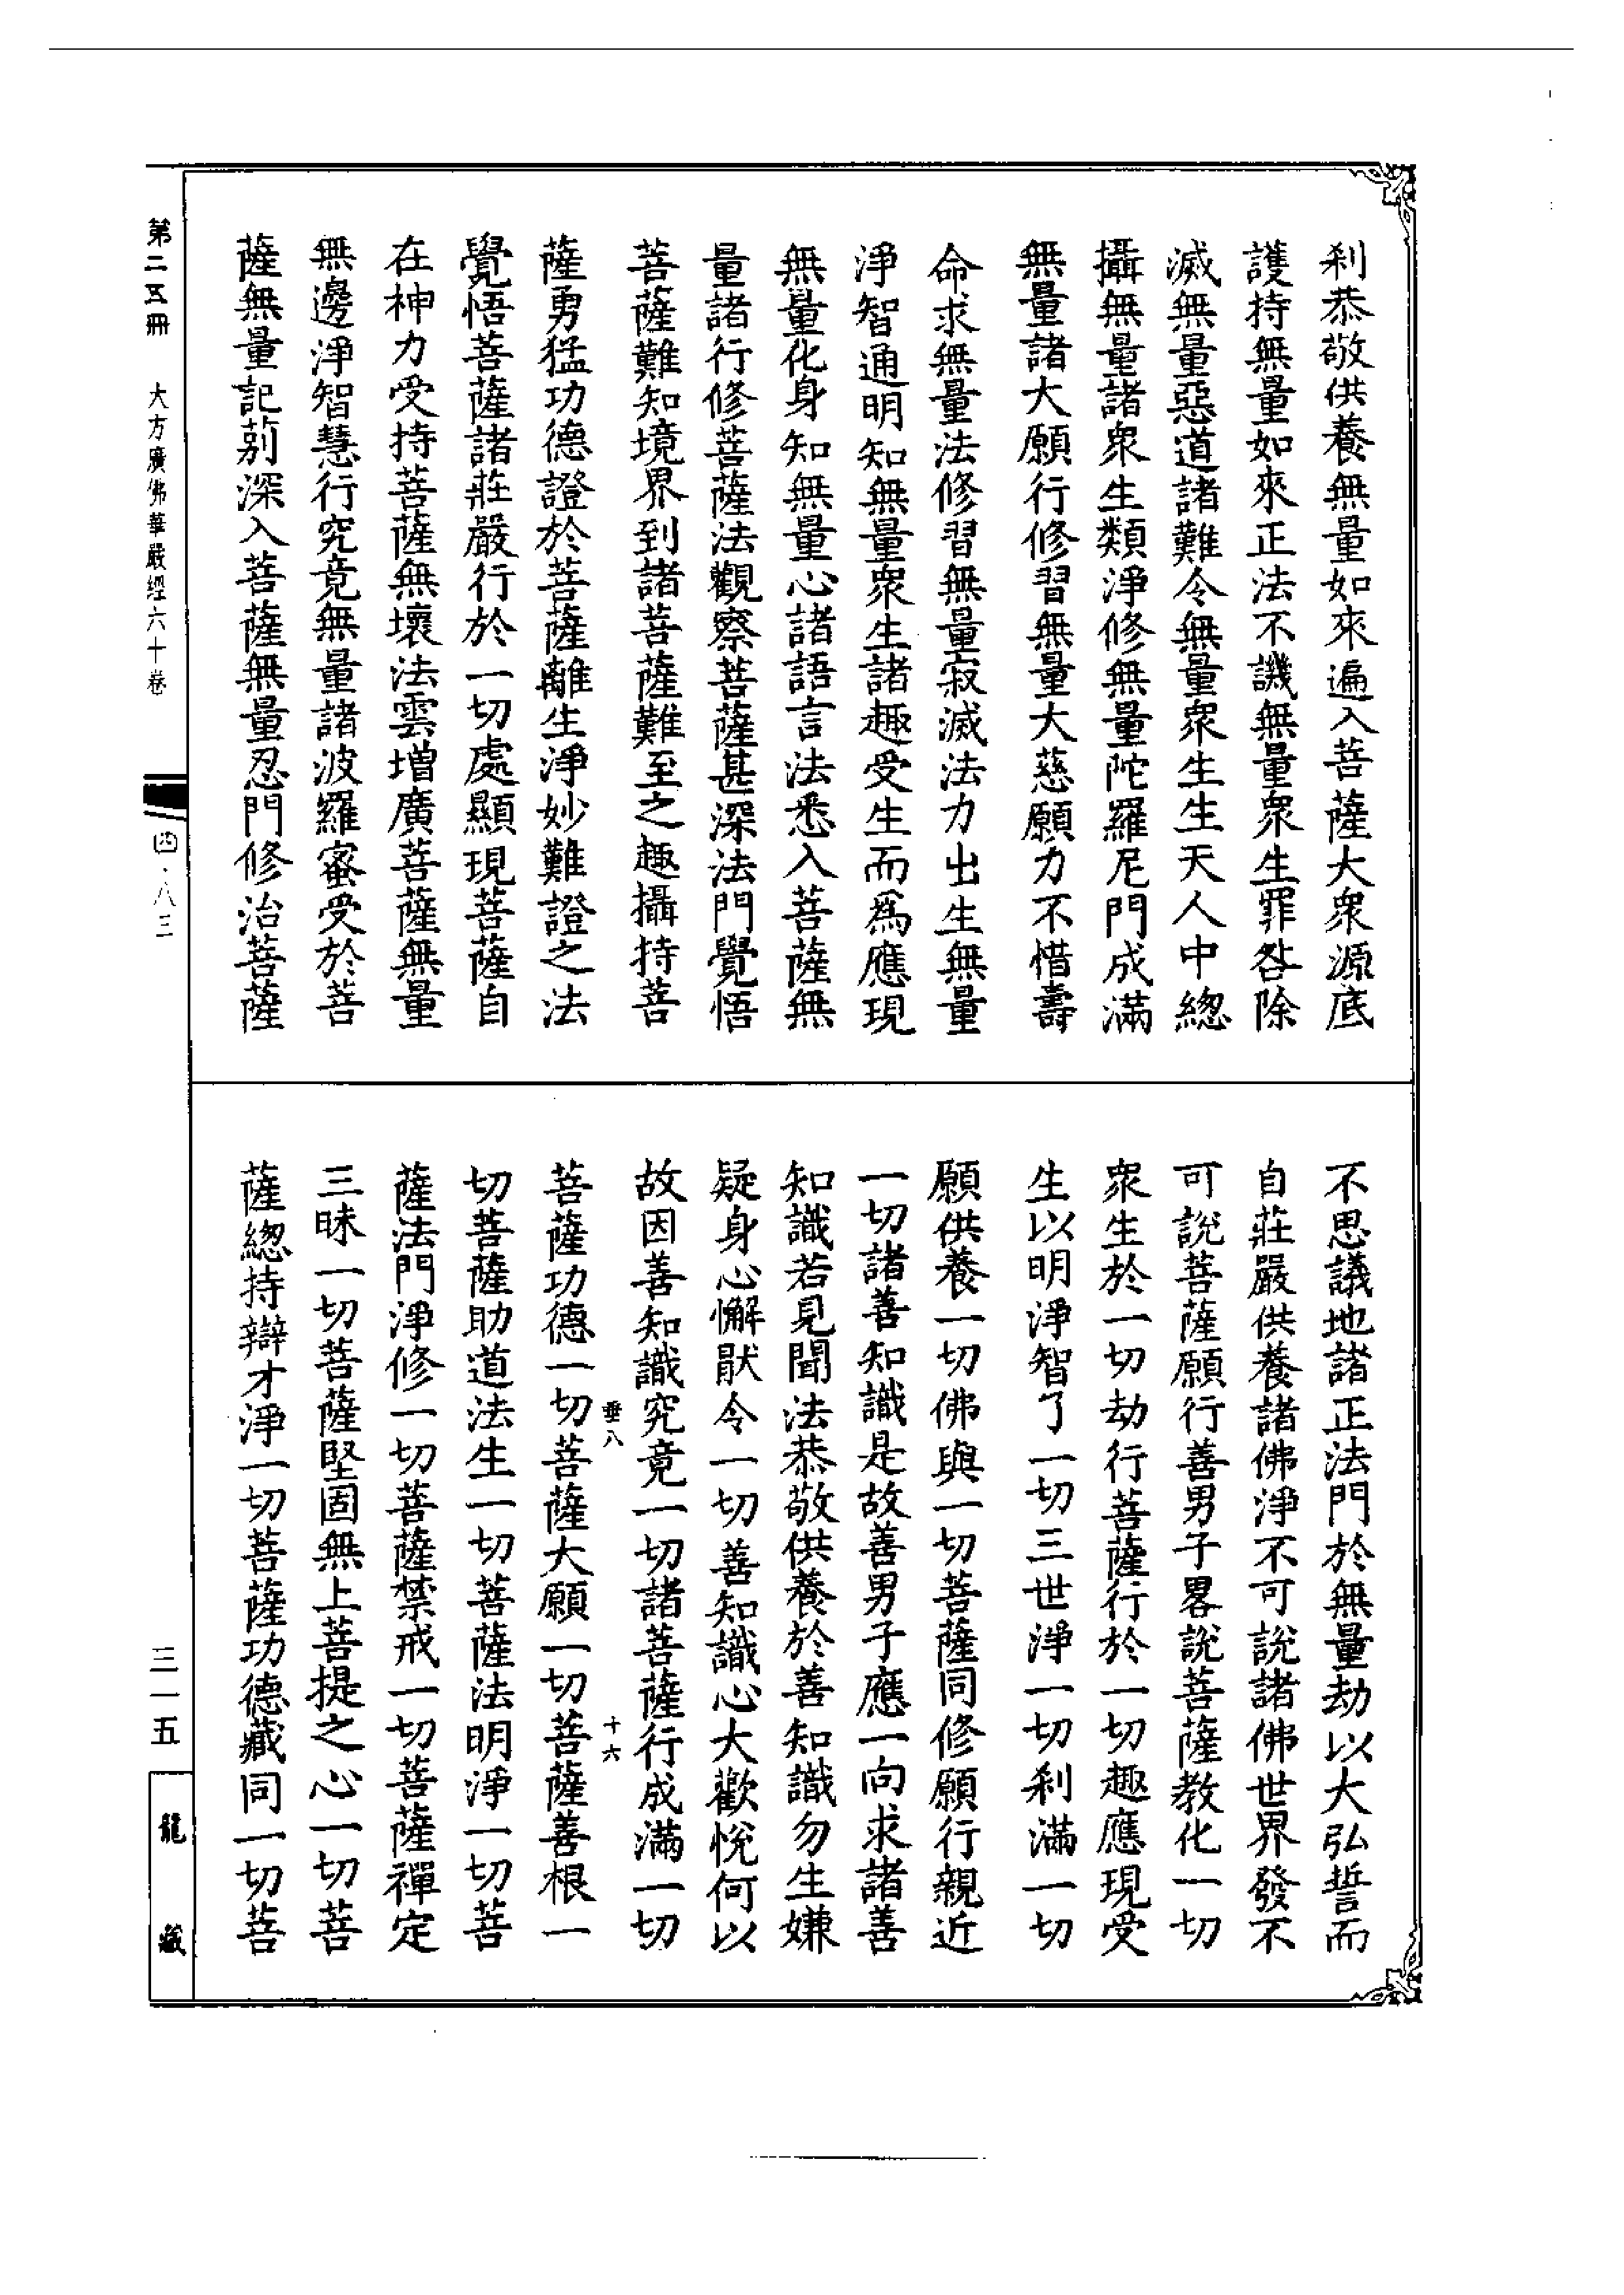 刹恭敬供養無量如來遍入菩薩大衆源底
護持無量如來正法不譏無量衆生罪咎除
滅無量惡道諸難令無量衆生生天人中緫
攝無量諸衆生類淨修無量陀羅尼門成滿
無量諸大願行修習無量大慈願力不惜壽
命求無量法修習無量寂滅法力出生無量
淨智通明知無量衆生諸趣受生而爲應現
無量化身知無量心諸語言法悉入菩薩無
量諸行修菩薩法觀察菩薩甚深法門覺悟
菩薩難知境界到諸菩薩難至之趣攝持菩
薩勇猛功德證於菩薩離生淨妙難證之法
覺悟菩薩諸莊嚴行於一切處顯現菩薩自
在神力受持菩薩無壞法雲增廣菩薩無量
無邊淨智慧行究竟無量諸波羅蜜受於菩
薩無量記莂深入菩薩無量忍門修治菩薩
不思議地諸正法門於無量劫以大弘誓而
自莊嚴供養諸佛淨不可說諸佛世界發不
可說菩薩願行善男子畧說菩薩教化一切
衆生於一切劫行菩薩行於一切趣應現受
生以明淨智了一切三世淨一切刹滿一切
願供養一切佛與一切菩薩同修願行親近
一切諸善知識是故善男子應一向求諸善
知識若見聞法恭敬供養於善知識勿生嫌
疑身心懈猒令一切善知識心大歡悅何以
故因善知識究竟一切諸菩薩行成滿一切
垂八 十六
菩薩功德一切菩薩大願一切菩薩善根一
切菩薩助道法生一切菩薩法明淨一切菩
薩法門淨修一切菩薩禁戒一切菩薩禪定
三昧一切菩薩堅固無上菩提之心一切菩
薩緫持辯才淨一切菩薩功德藏同一切菩
第二五冊 大方廣佛華嚴經六十卷
四·八三
三一五
龍藏